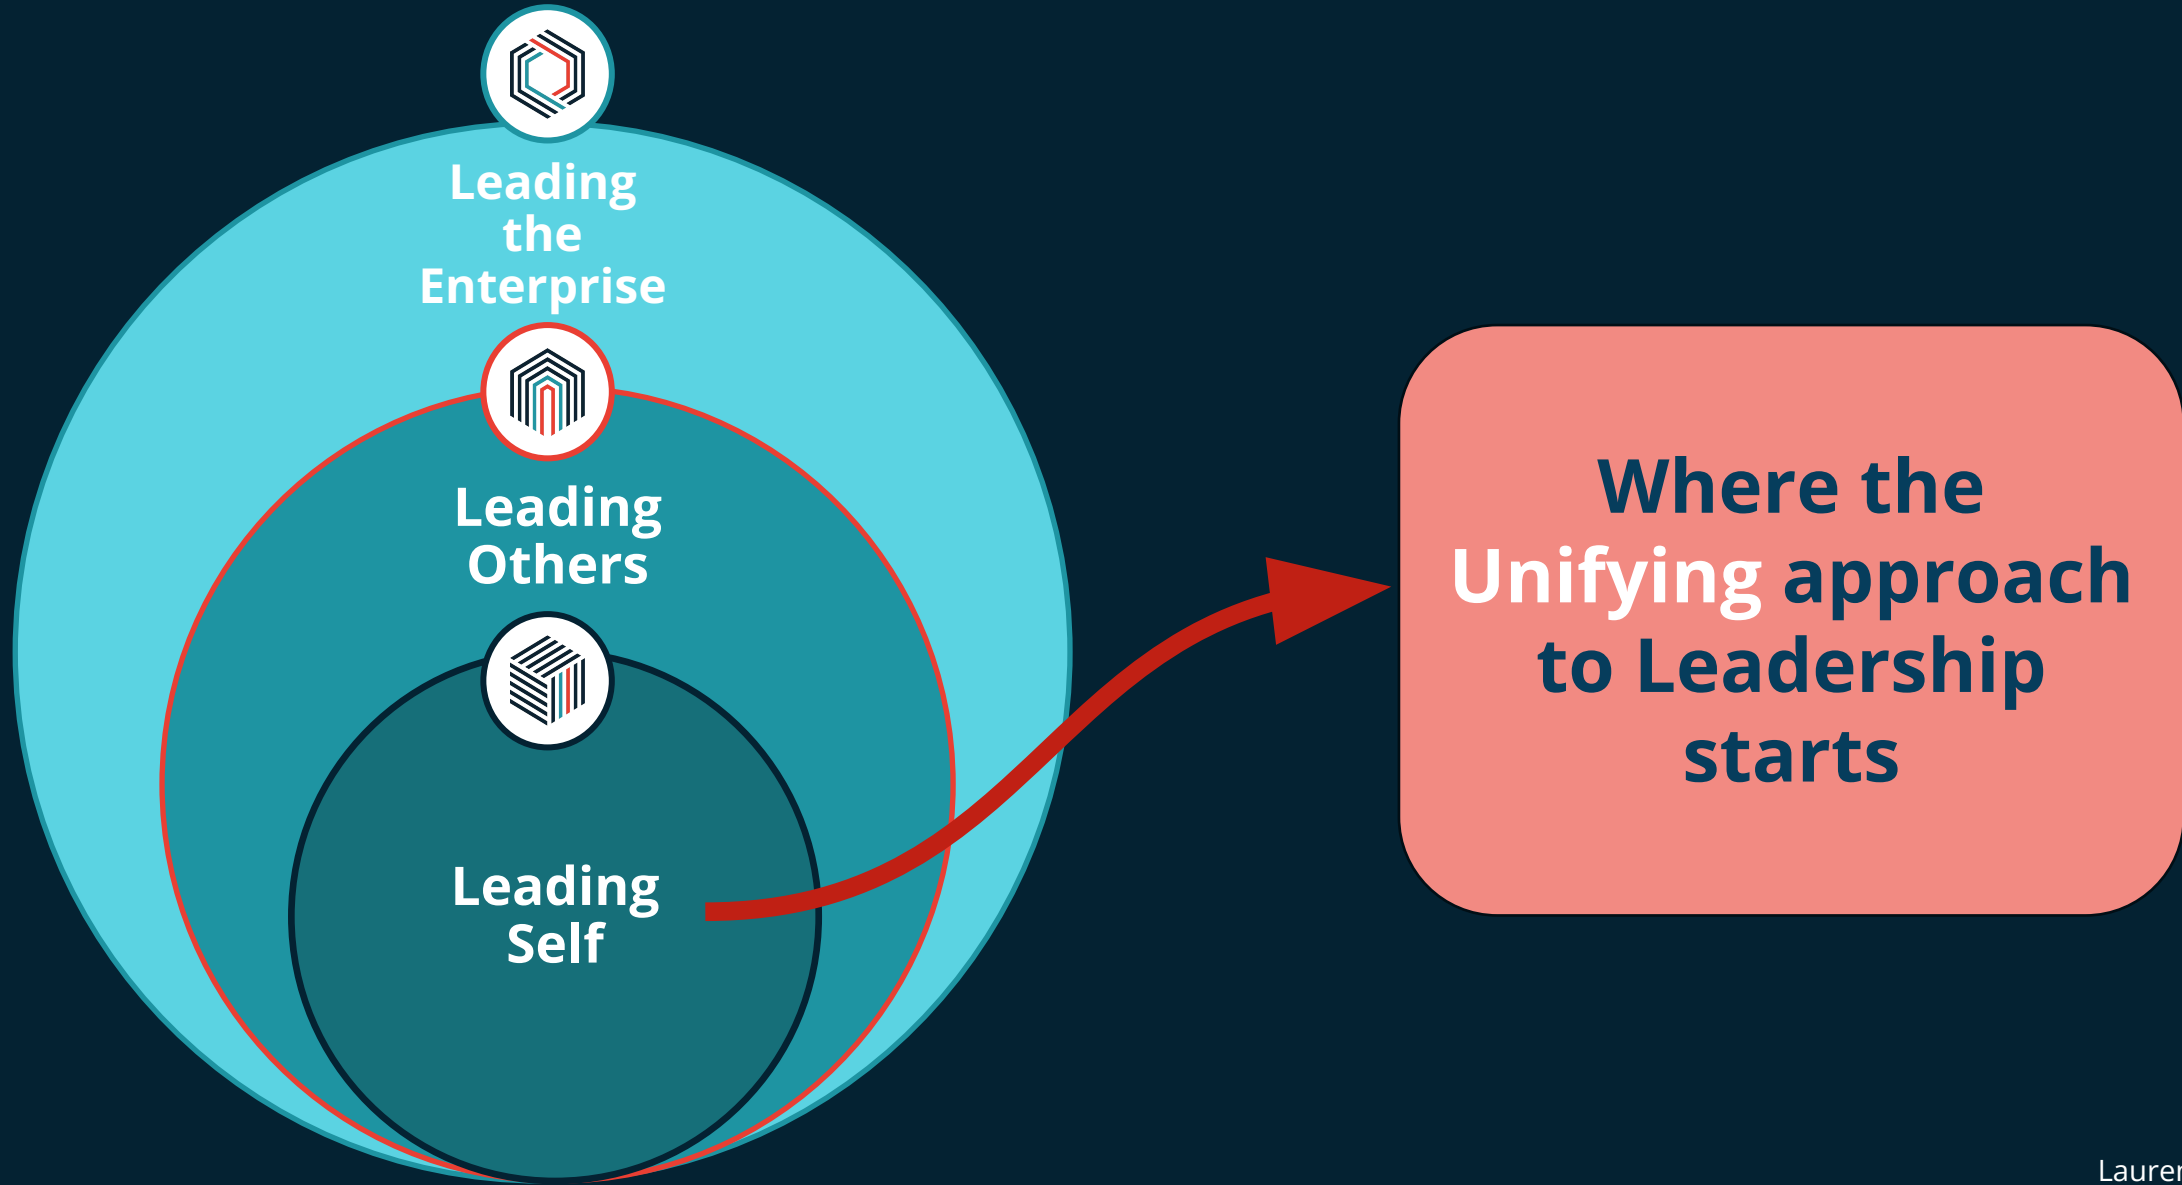 Leading
the
Enterprise
Leading
Others
Leading
Self
Where the
Unifying approach
to Leadership
starts